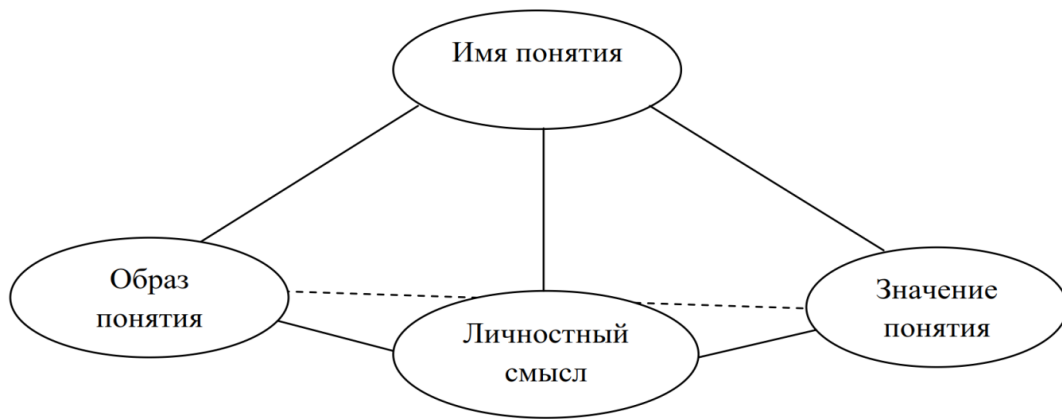 Имя понятия
Образ
понятия
Личностный
смысл
Значение
понятия